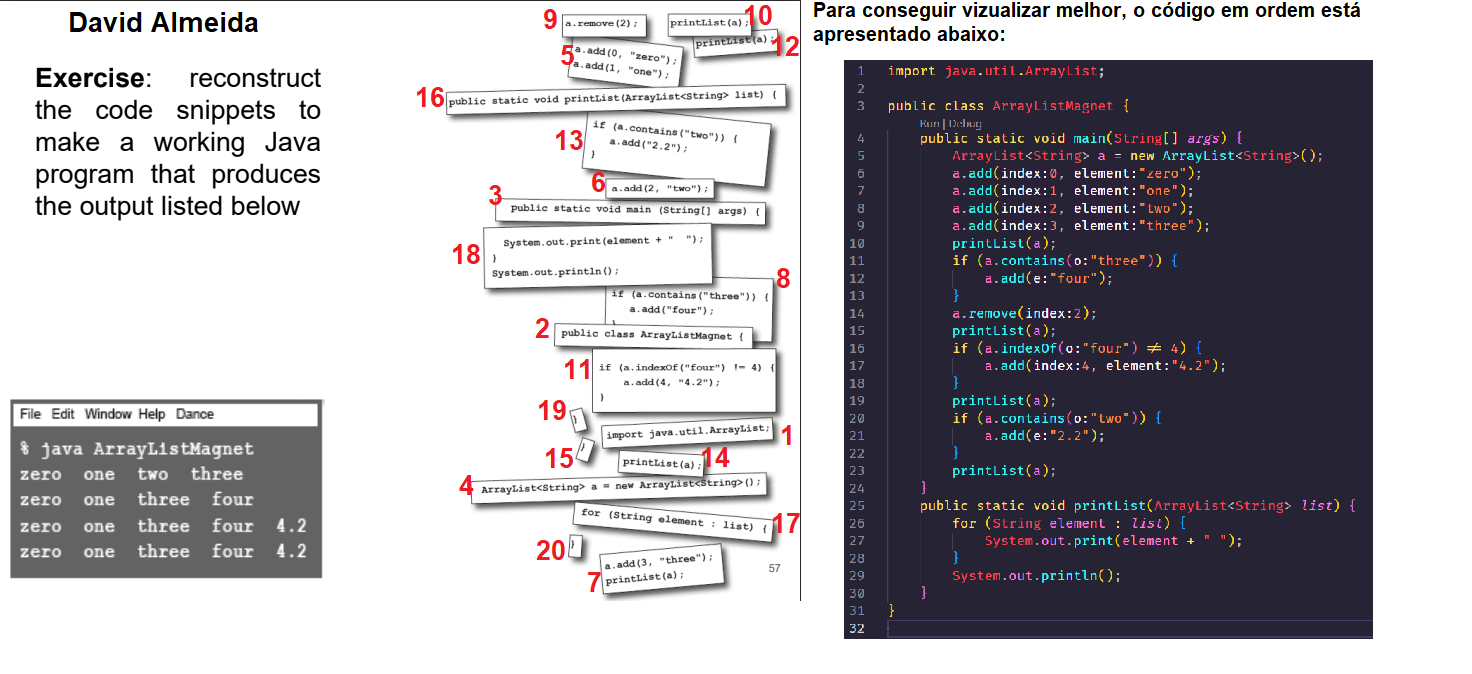 David Almeida
Exercise: reconstruct
the code snippets to
make a working Java
program that produces
the output listed below
File Edit Window Help Dance
% java ArrayListMagnet
zero one two three
zero one three four
zero one three four 4.2
zero one three four 4.2
9
a.remove(2);
printList(a);
10
printList(a);
12
5
a.add(0, "zero");
a.add(1, "one");
16
public static void printList(ArrayList<String> list) {
13
if (a.contains("two")) {
a.add("2.2");
}
6
a.add(2, "two");
3
public static void main (String[] args) {
18
System.out.print(element + " ");
}
System.out.println();
8
if (a.contains("three")) {
a.add("four");
2
public class ArrayListMagnet {
11
if (a.indexOf("four") != 4) {
a.add(4, "4.2");
}
19
}
import java.util.ArrayList;
1
15
}
printList(a);
14
4
ArrayList<String> a = new ArrayList<String>();
for (String element : list) {
17
20
}
7
a.add(3, "three");
printList(a);
57
Para conseguir vizualizar melhor, o código em ordem está
apresentado abaixo:
1 import java.util.ArrayList;
2
3 public class ArrayListMagnet {
Run | Debug
4 public static void main(String[] args) {
5 ArrayList<String> a = new ArrayList<String>();
6 a.add(index:0, element:"zero");
7 a.add(index:1, element:"one");
8 a.add(index:2, element:"two");
9 a.add(index:3, element:"three");
10 printList(a);
11 if (a.contains(o:"three")) {
12 a.add(e:"four");
13 }
14 a.remove(index:2);
15 printList(a);
16 if (a.indexOf(o:"four") ≠ 4) {
17 a.add(index:4, element:"4.2");
18 }
19 printList(a);
20 if (a.contains(o:"two")) {
21 a.add(e:"2.2");
22 }
23 printList(a);
24 }
25 public static void printList(ArrayList<String> list) {
26 for (String element : list) {
27 System.out.print(element + " ");
28 }
29 System.out.println();
30 }
31 }
32